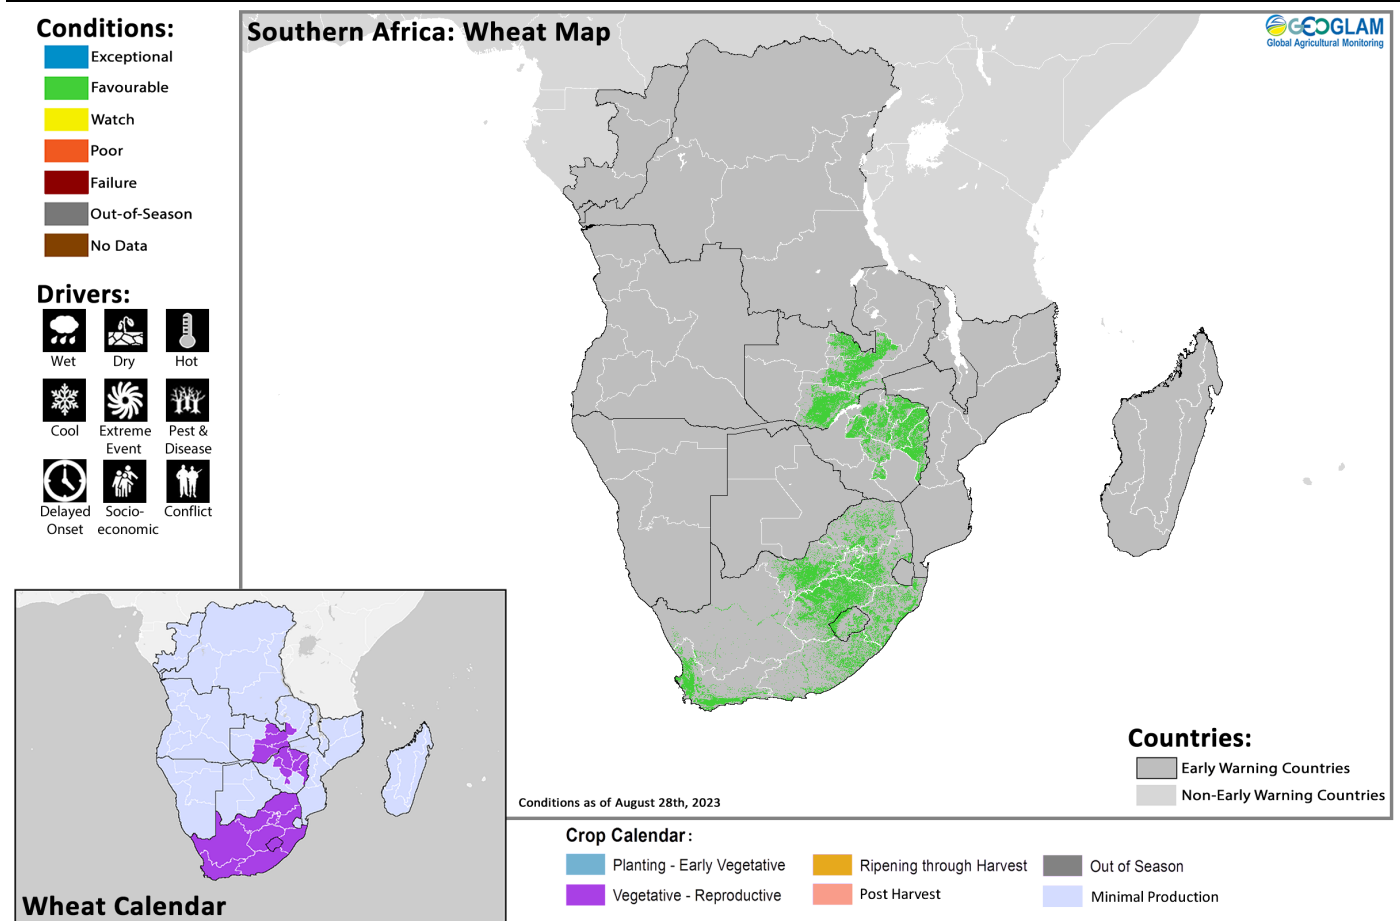 Conditions:
Exceptional
Favourable
Watch
Poor
Failure
Out-of-Season
No Data
Drivers:
Wet
Dry
Hot
Cool
Extreme
Event
Pest &
Disease
Delayed
Onset
Socio-
economic
Conflict
Southern Africa: Wheat Map
GEOGLAM
Global Agricultural Monitoring
Countries:
Early Warning Countries
Non-Early Warning Countries
Conditions as of August 28th, 2023
Wheat Calendar
Crop Calendar:
Planting - Early Vegetative
Vegetative - Reproductive
Ripening through Harvest
Post Harvest
Out of Season
Minimal Production